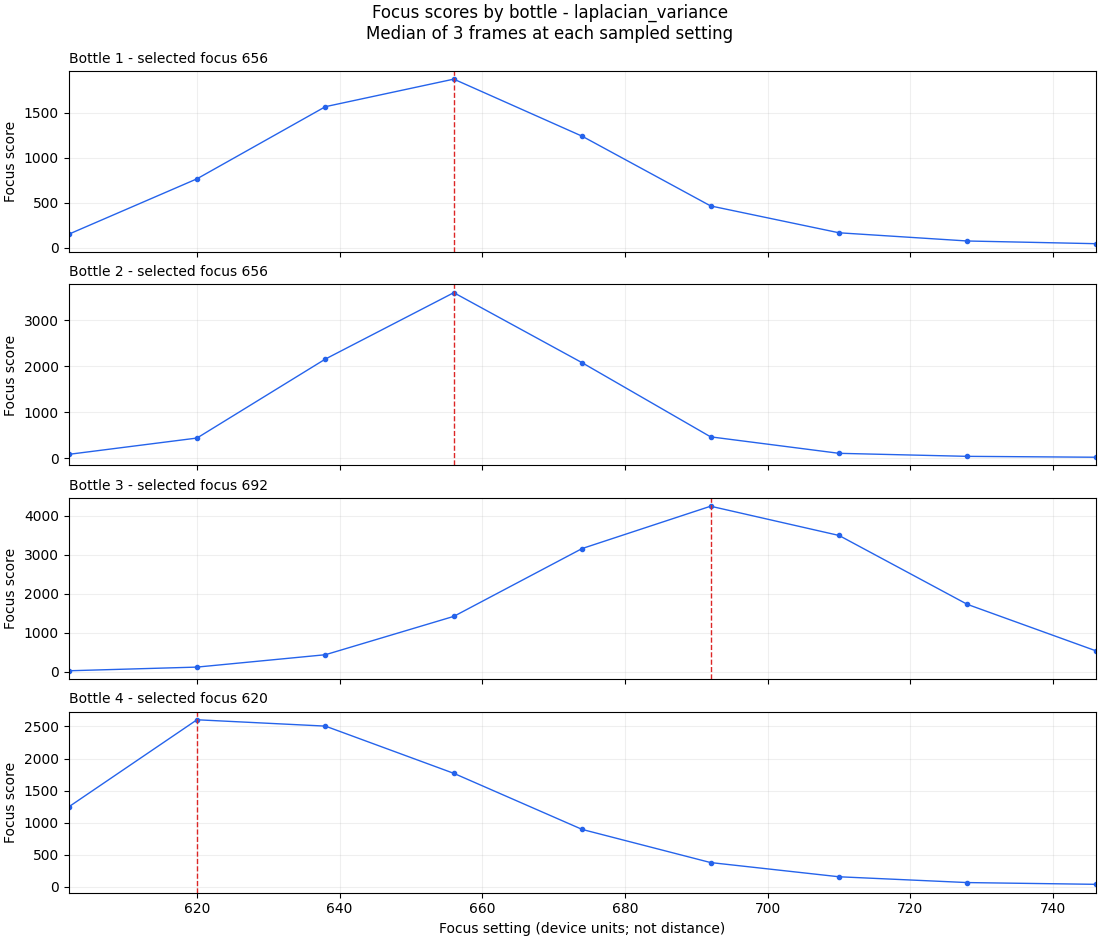 Focus scores by bottle - laplacian_variance
Median of 3 frames at each sampled setting
Bottle 1 - selected focus 656
Focus score
1500
1000
500
0
Bottle 2 - selected focus 656
Focus score
3000
2000
1000
0
Bottle 3 - selected focus 692
Focus score
4000
3000
2000
1000
0
Bottle 4 - selected focus 620
Focus score
2500
2000
1500
1000
500
0
620 640 660 680 700 720 740
Focus setting (device units; not distance)